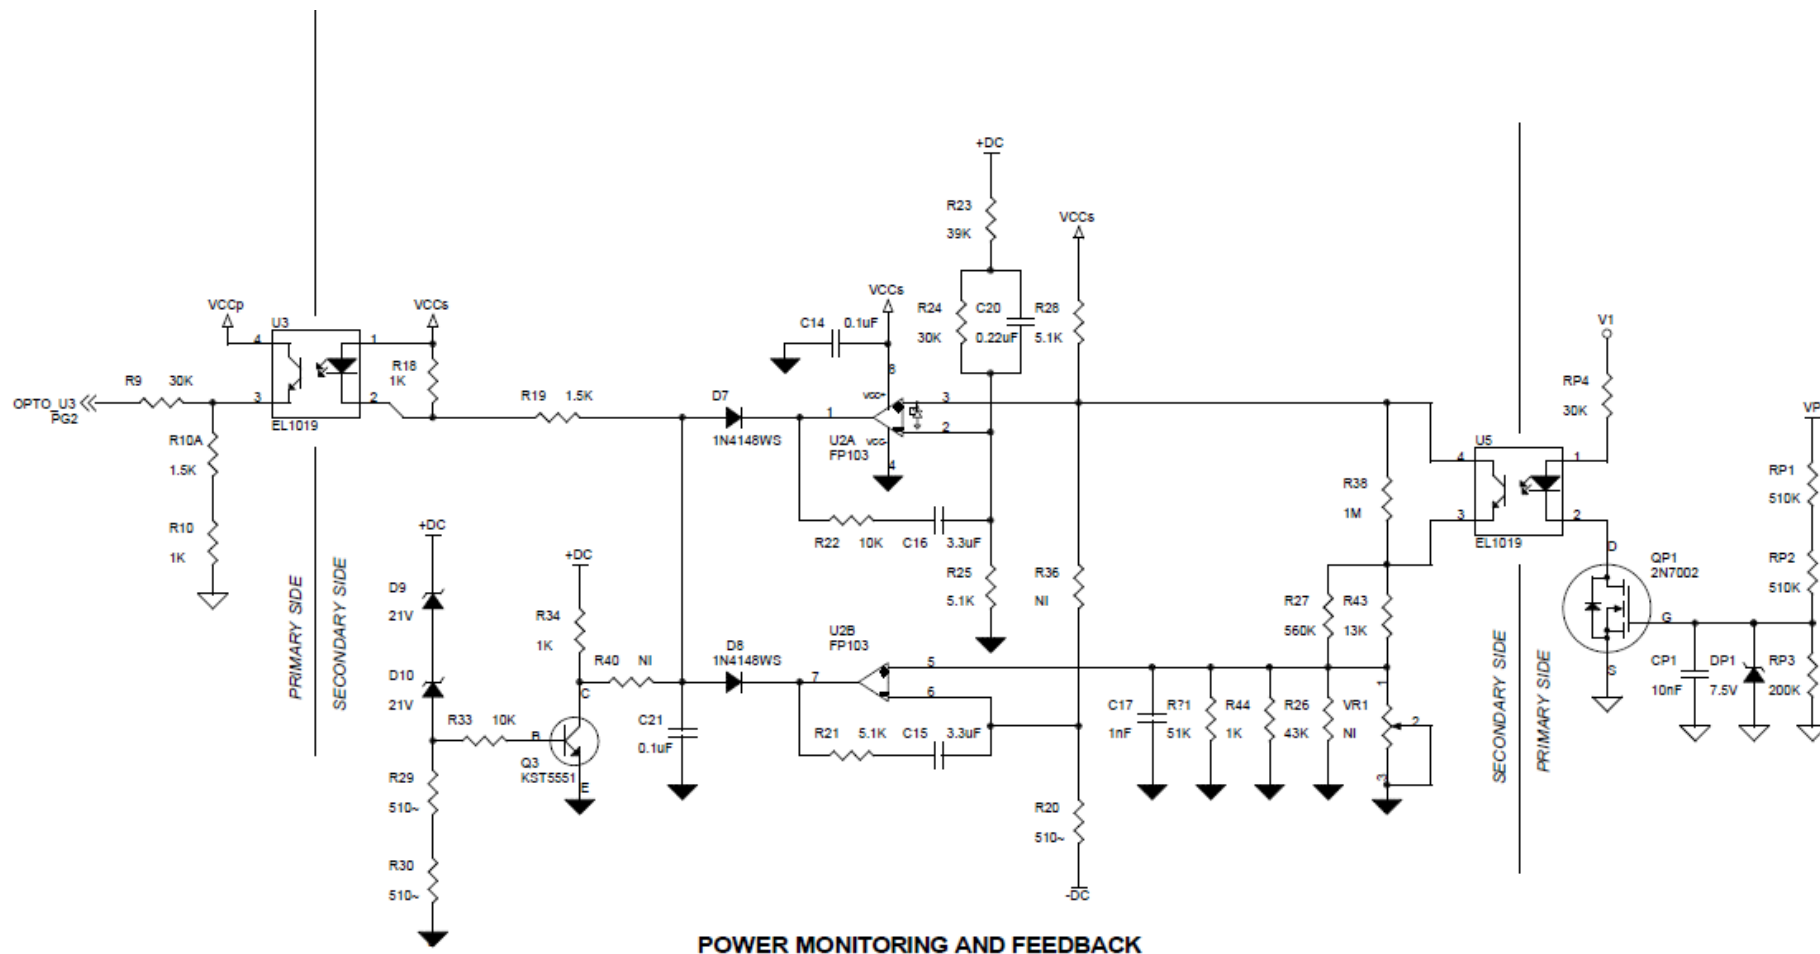 +DC
R23
39K
VCCs
VCCs
VCCp
VCCs
U3
4
1
3
2
EL1019
R18
1K
C14
0.1uF
R24
30K
C20
0.22uF
R28
5.1K
V1
RP4
30K
VP
R9
30K
OPTO_U3
PG2
R10A
1.5K
R10
1K
R19
1.5K
D7
1N4148WS
1
8
VCC+
VCC-
3
2
4
U2A
FP103
U5
4
1
3
2
EL1019
RP1
510K
R38
1M
R22
10K
C16
3.3uF
R25
5.1K
R36
NI
RP2
510K
D
QP1
2N7002
G
S
+DC
D9
21V
+DC
R34
1K
R27
560K
R43
13K
PRIMARY SIDE
SECONDARY SIDE
SECONDARY SIDE
PRIMARY SIDE
D10
21V
R40
NI
D8
1N4148WS
U2B
FP103
7
5
6
CP1
10nF
DP1
7.5V
RP3
200K
R33
10K
B
C
E
Q3
KST5551
C21
0.1uF
R21
5.1K
C15
3.3uF
C17
1nF
R?1
51K
R44
1K
R26
43K
VR1
NI
1
2
3
R29
510~
R20
510~
R30
510~
-DC
POWER MONITORING AND FEEDBACK